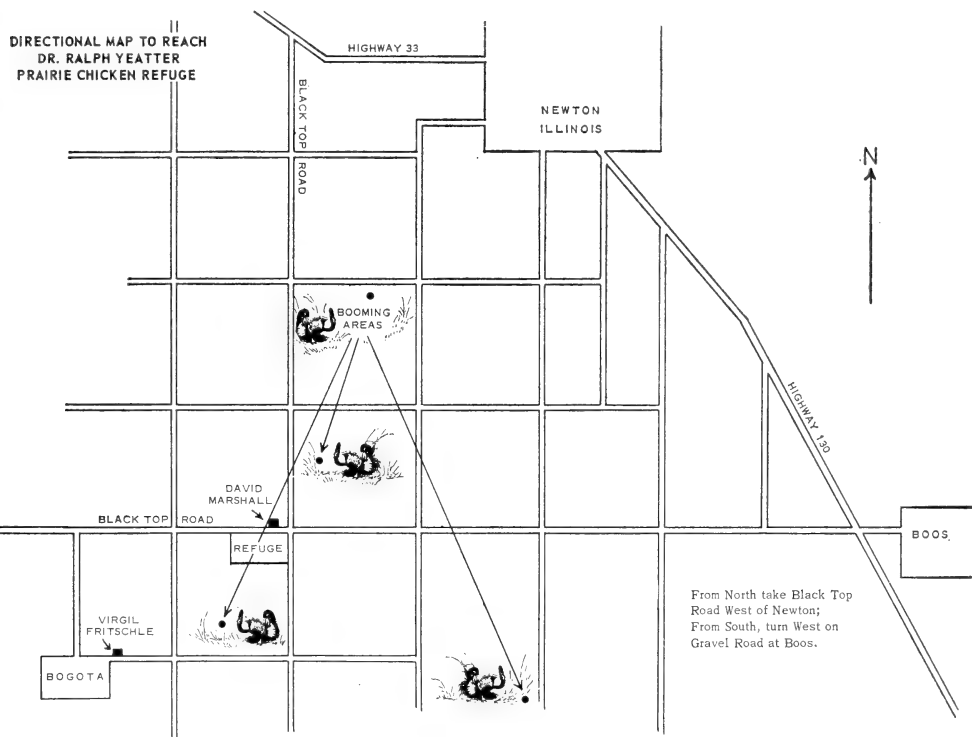 DIRECTIONAL MAP TO REACH
DR. RALPH YEATTER
PRAIRIE CHICKEN REFUGE
HIGHWAY 33
BLACK TOP ROAD
NEWTON
ILLINOIS
N
BOOMING
AREAS
HIGHWAY 130
DAVID
MARSHALL
BLACK TOP ROAD
REFUGE
BOOS
VIRGIL
FRITSCHLE
BOGOTA
From North take Black Top
Road West of Newton;
From South, turn West on
Gravel Road at Boos.